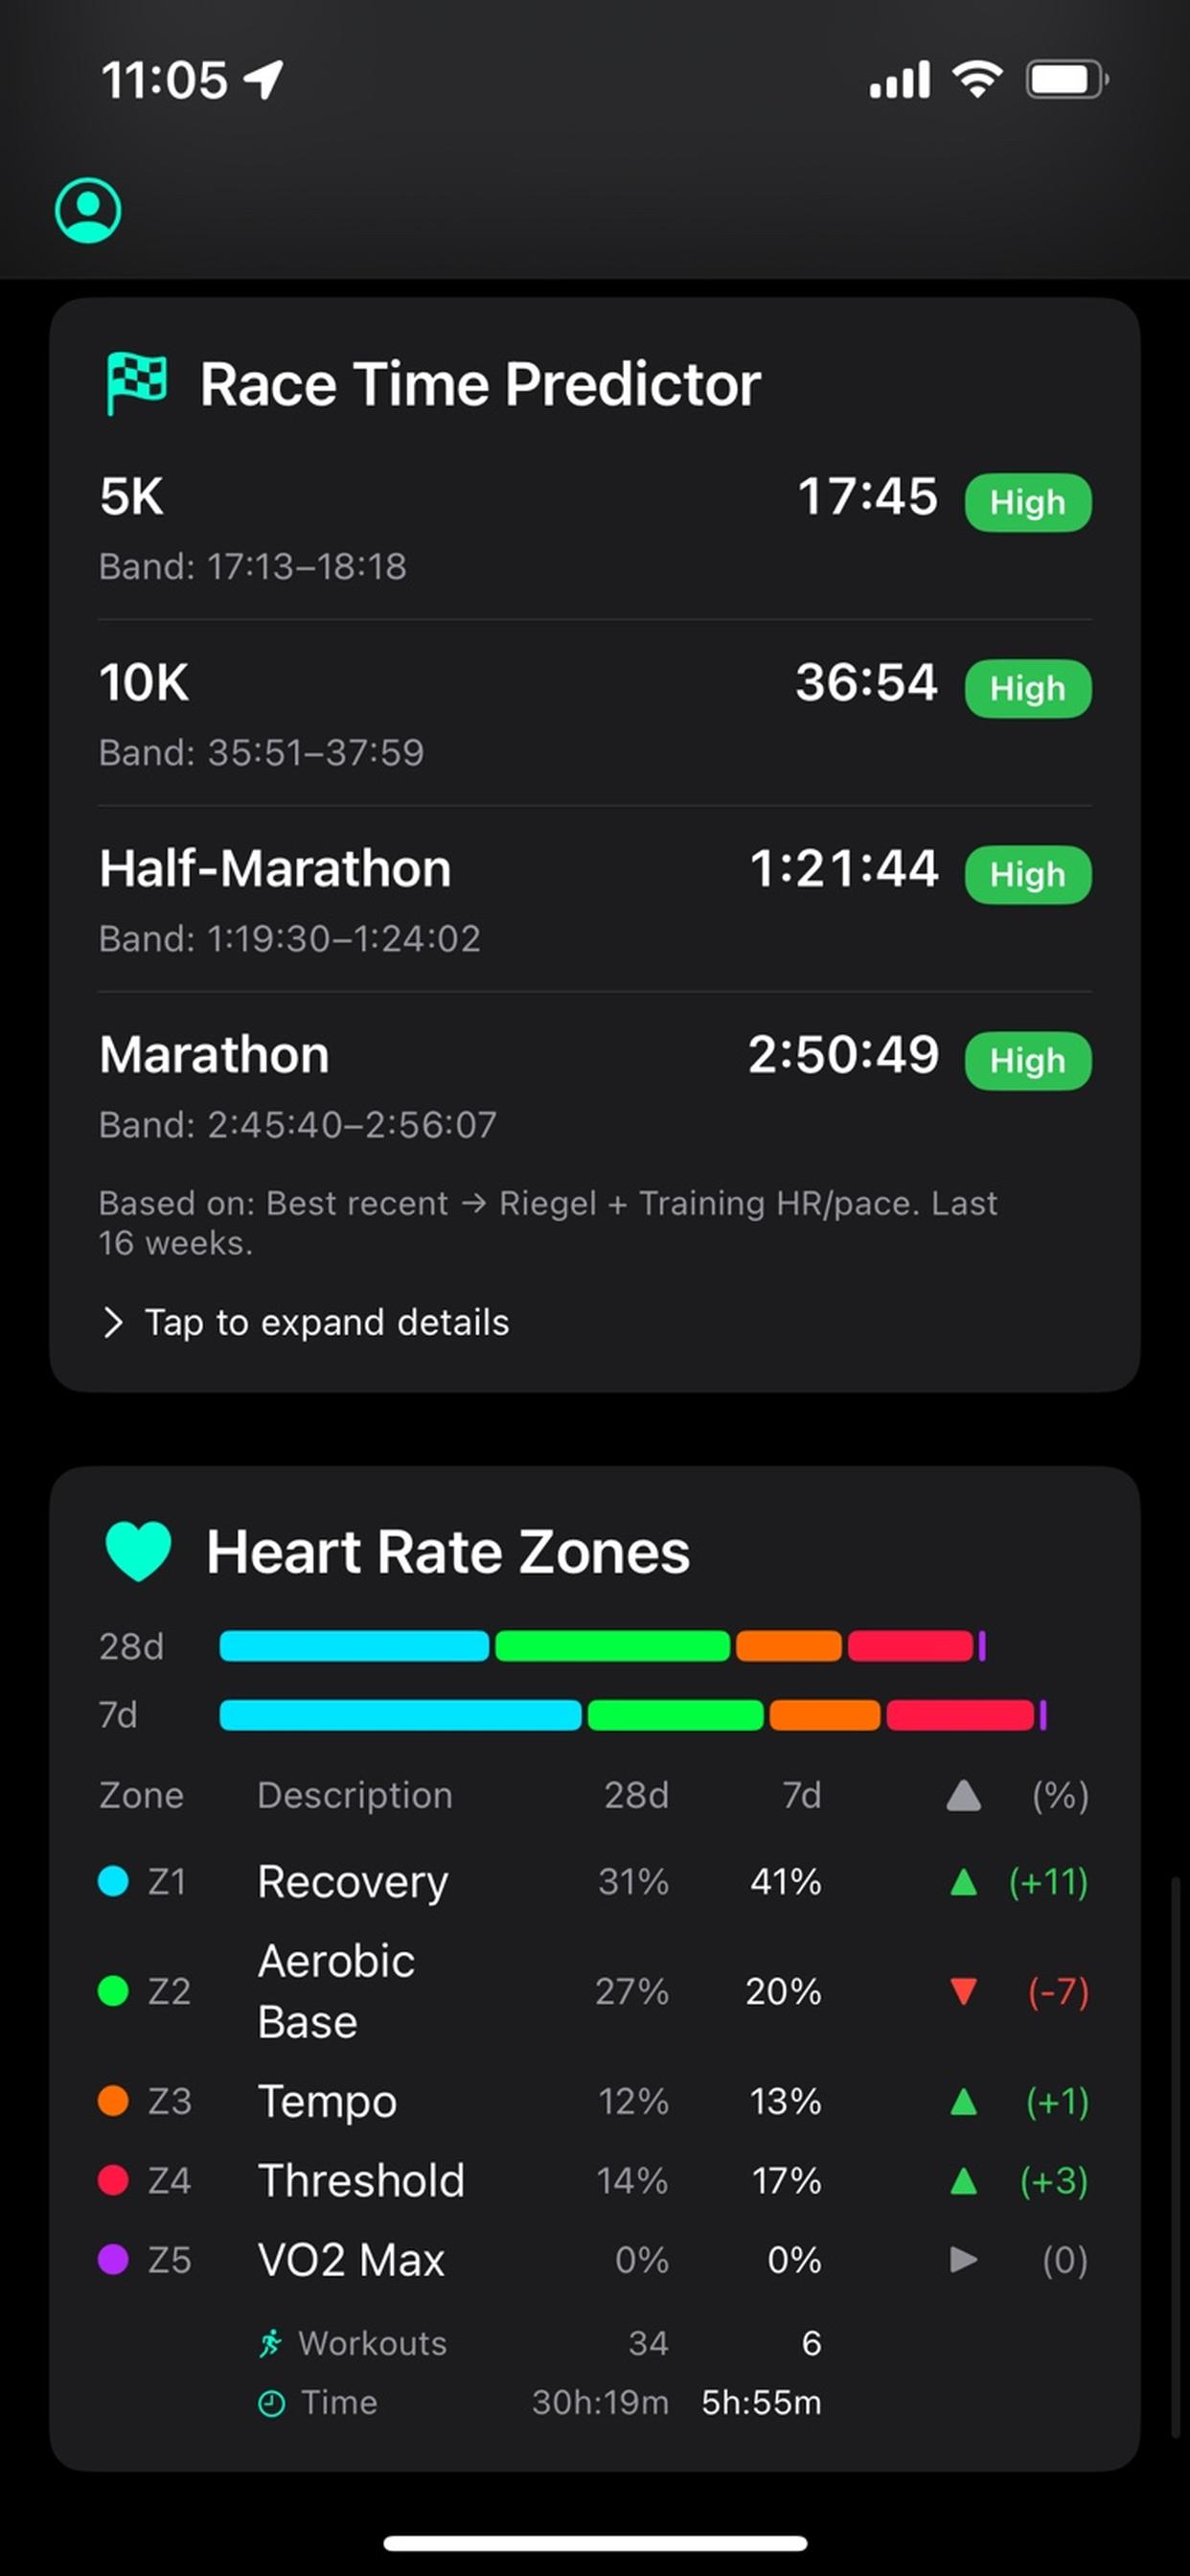 11:05
Race Time Predictor
5K 17:45 High
Band: 17:13–18:18
10K 36:54 High
Band: 35:51–37:59
Half-Marathon 1:21:44 High
Band: 1:19:30–1:24:02
Marathon 2:50:49 High
Band: 2:45:40–2:56:07
Based on: Best recent → Riegel + Training HR/pace. Last
16 weeks.
Tap to expand details
Heart Rate Zones
28d
7d
Zone Description 28d 7d ▲ (%)
Z1 Recovery 31% 41% ▲ (+11)
Z2 Aerobic
Base 27% 20% ▼ (-7)
Z3 Tempo 12% 13% ▲ (+1)
Z4 Threshold 14% 17% ▲ (+3)
Z5 VO2 Max 0% 0% ▶ (0)
Workouts 34 6
Time 30h:19m 5h:55m